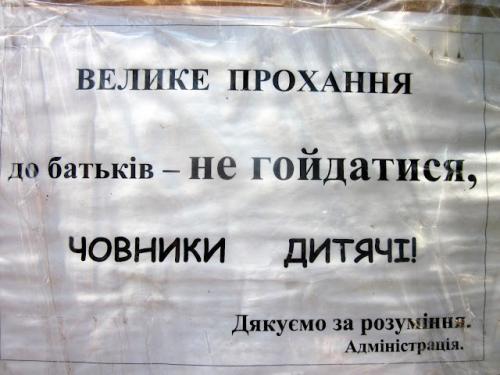 ВЕЛИКЕ ПРОХАННЯ
до батьків – не гойдатися,
ЧОВНИКИ ДИТЯЧІ!
Дякуємо за розуміння.
Адміністрація.